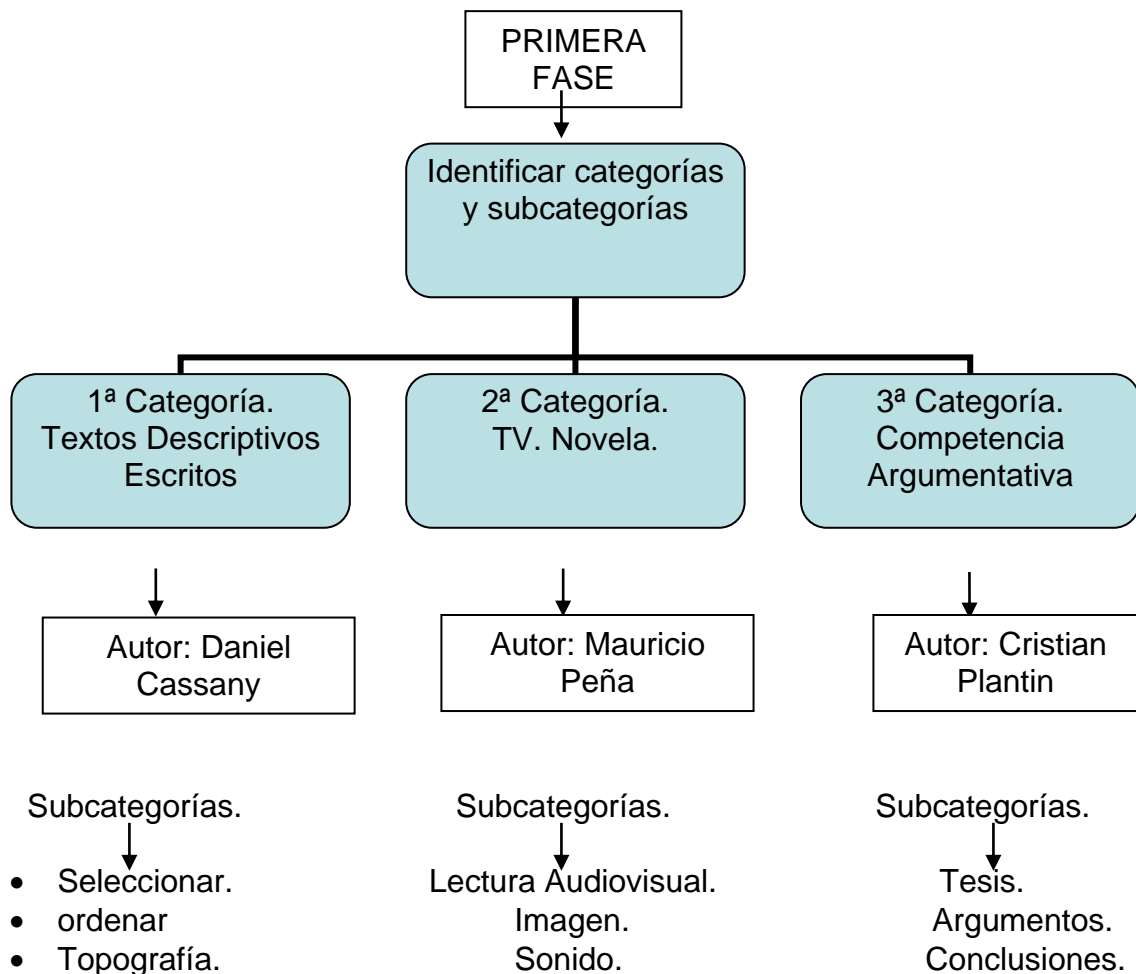 PRIMERA
FASE
Identificar categorías
y subcategorías
1ª Categoría.
Textos Descriptivos
Escritos
2ª Categoría.
TV. Novela.
3ª Categoría.
Competencia
Argumentativa
Autor: Daniel
Cassany
Autor: Mauricio
Peña
Autor: Cristian
Plantin
Subcategorías.
• Seleccionar.
• ordenar
• Topografía.
Subcategorías.
Lectura Audiovisual.
Imagen.
Sonido.
Subcategorías.
Tesis.
Argumentos.
Conclusiones.